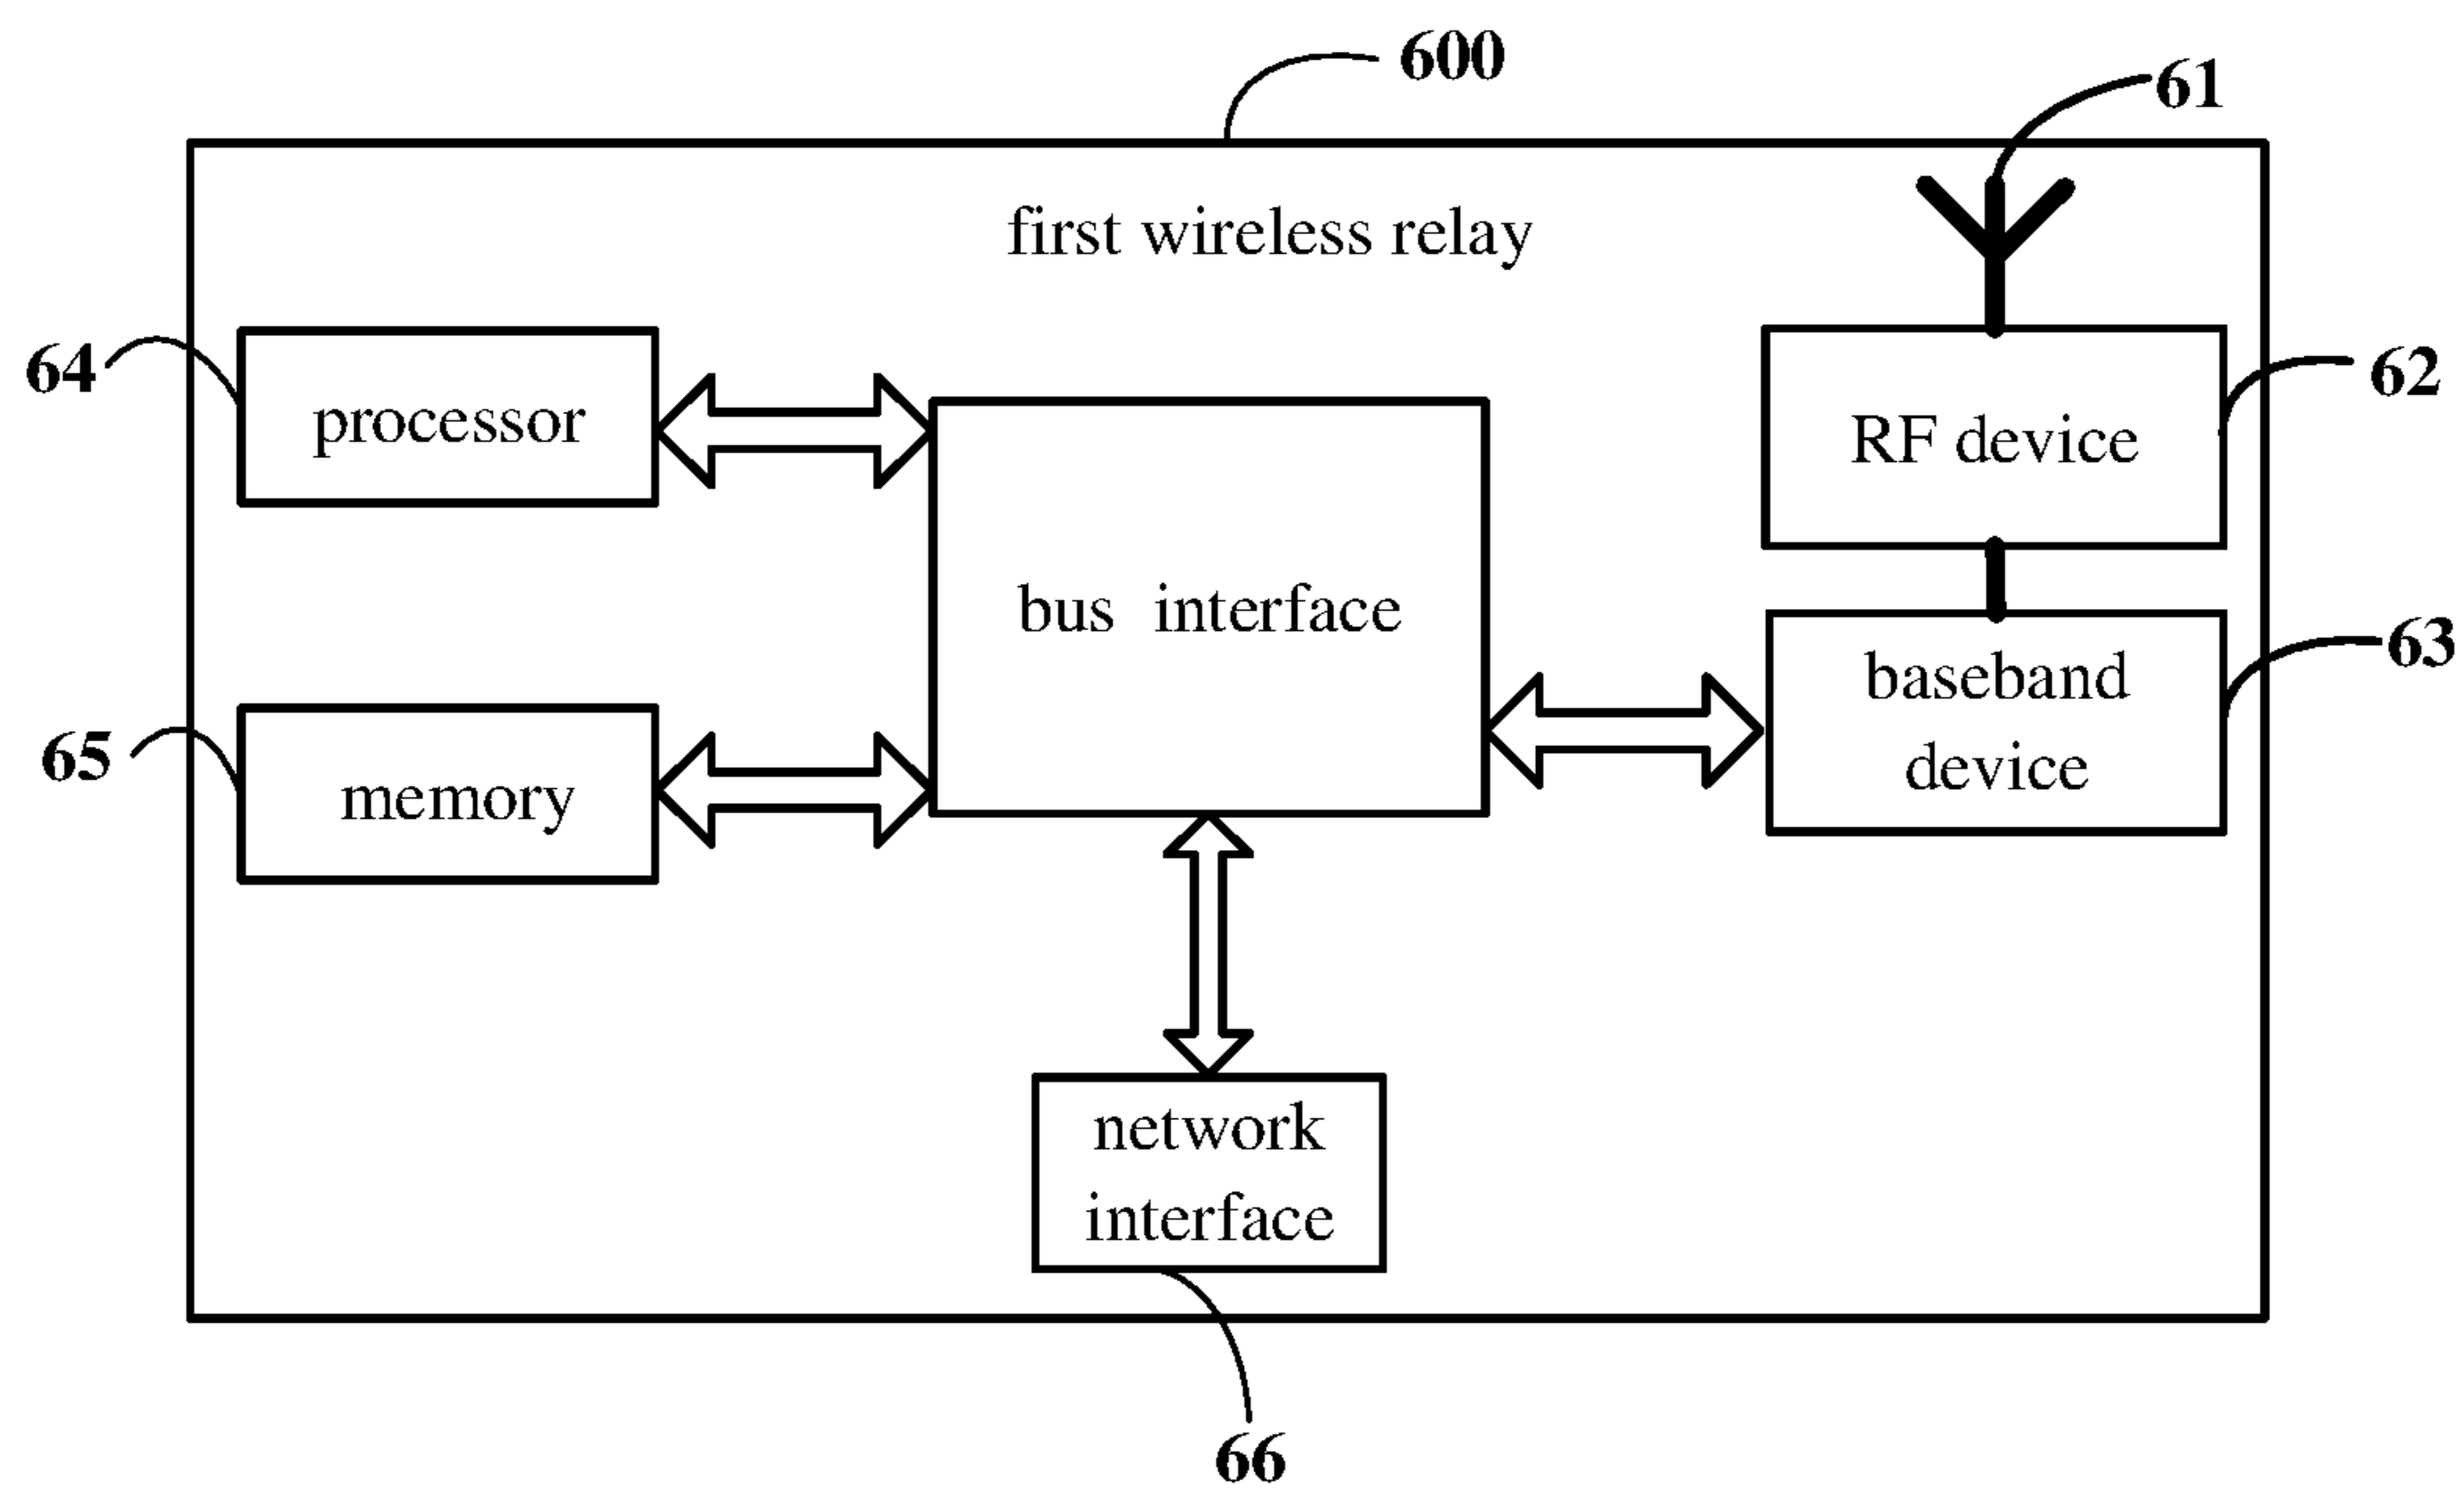 600
61
first wireless relay
64
processor
RF device
62
bus interface
63
baseband
device
65
memory
network
interface
66